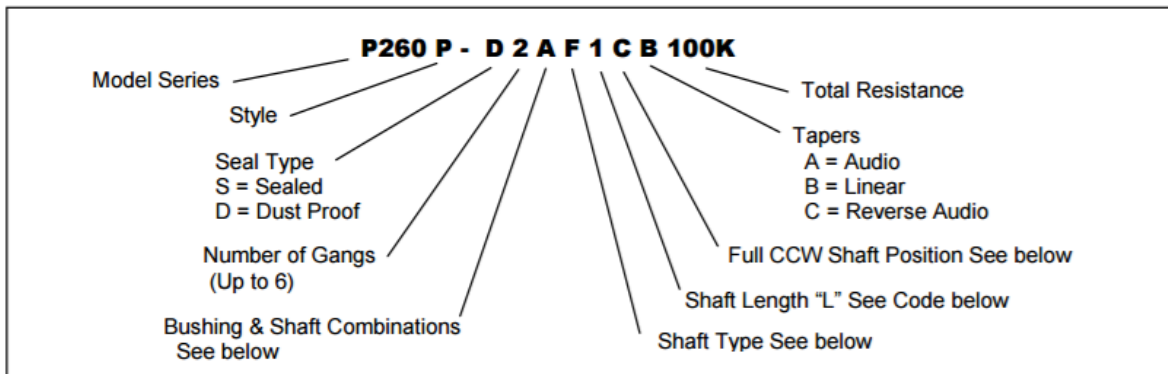 P260 P - D 2 A F 1 C B 100K
Model Series
Total Resistance
Style
Tapers
A = Audio
B = Linear
C = Reverse Audio
Seal Type
S = Sealed
D = Dust Proof
Number of Gangs
(Up to 6)
Full CCW Shaft Position See below
Shaft Length “L” See Code below
Bushing & Shaft Combinations
See below
Shaft Type See below